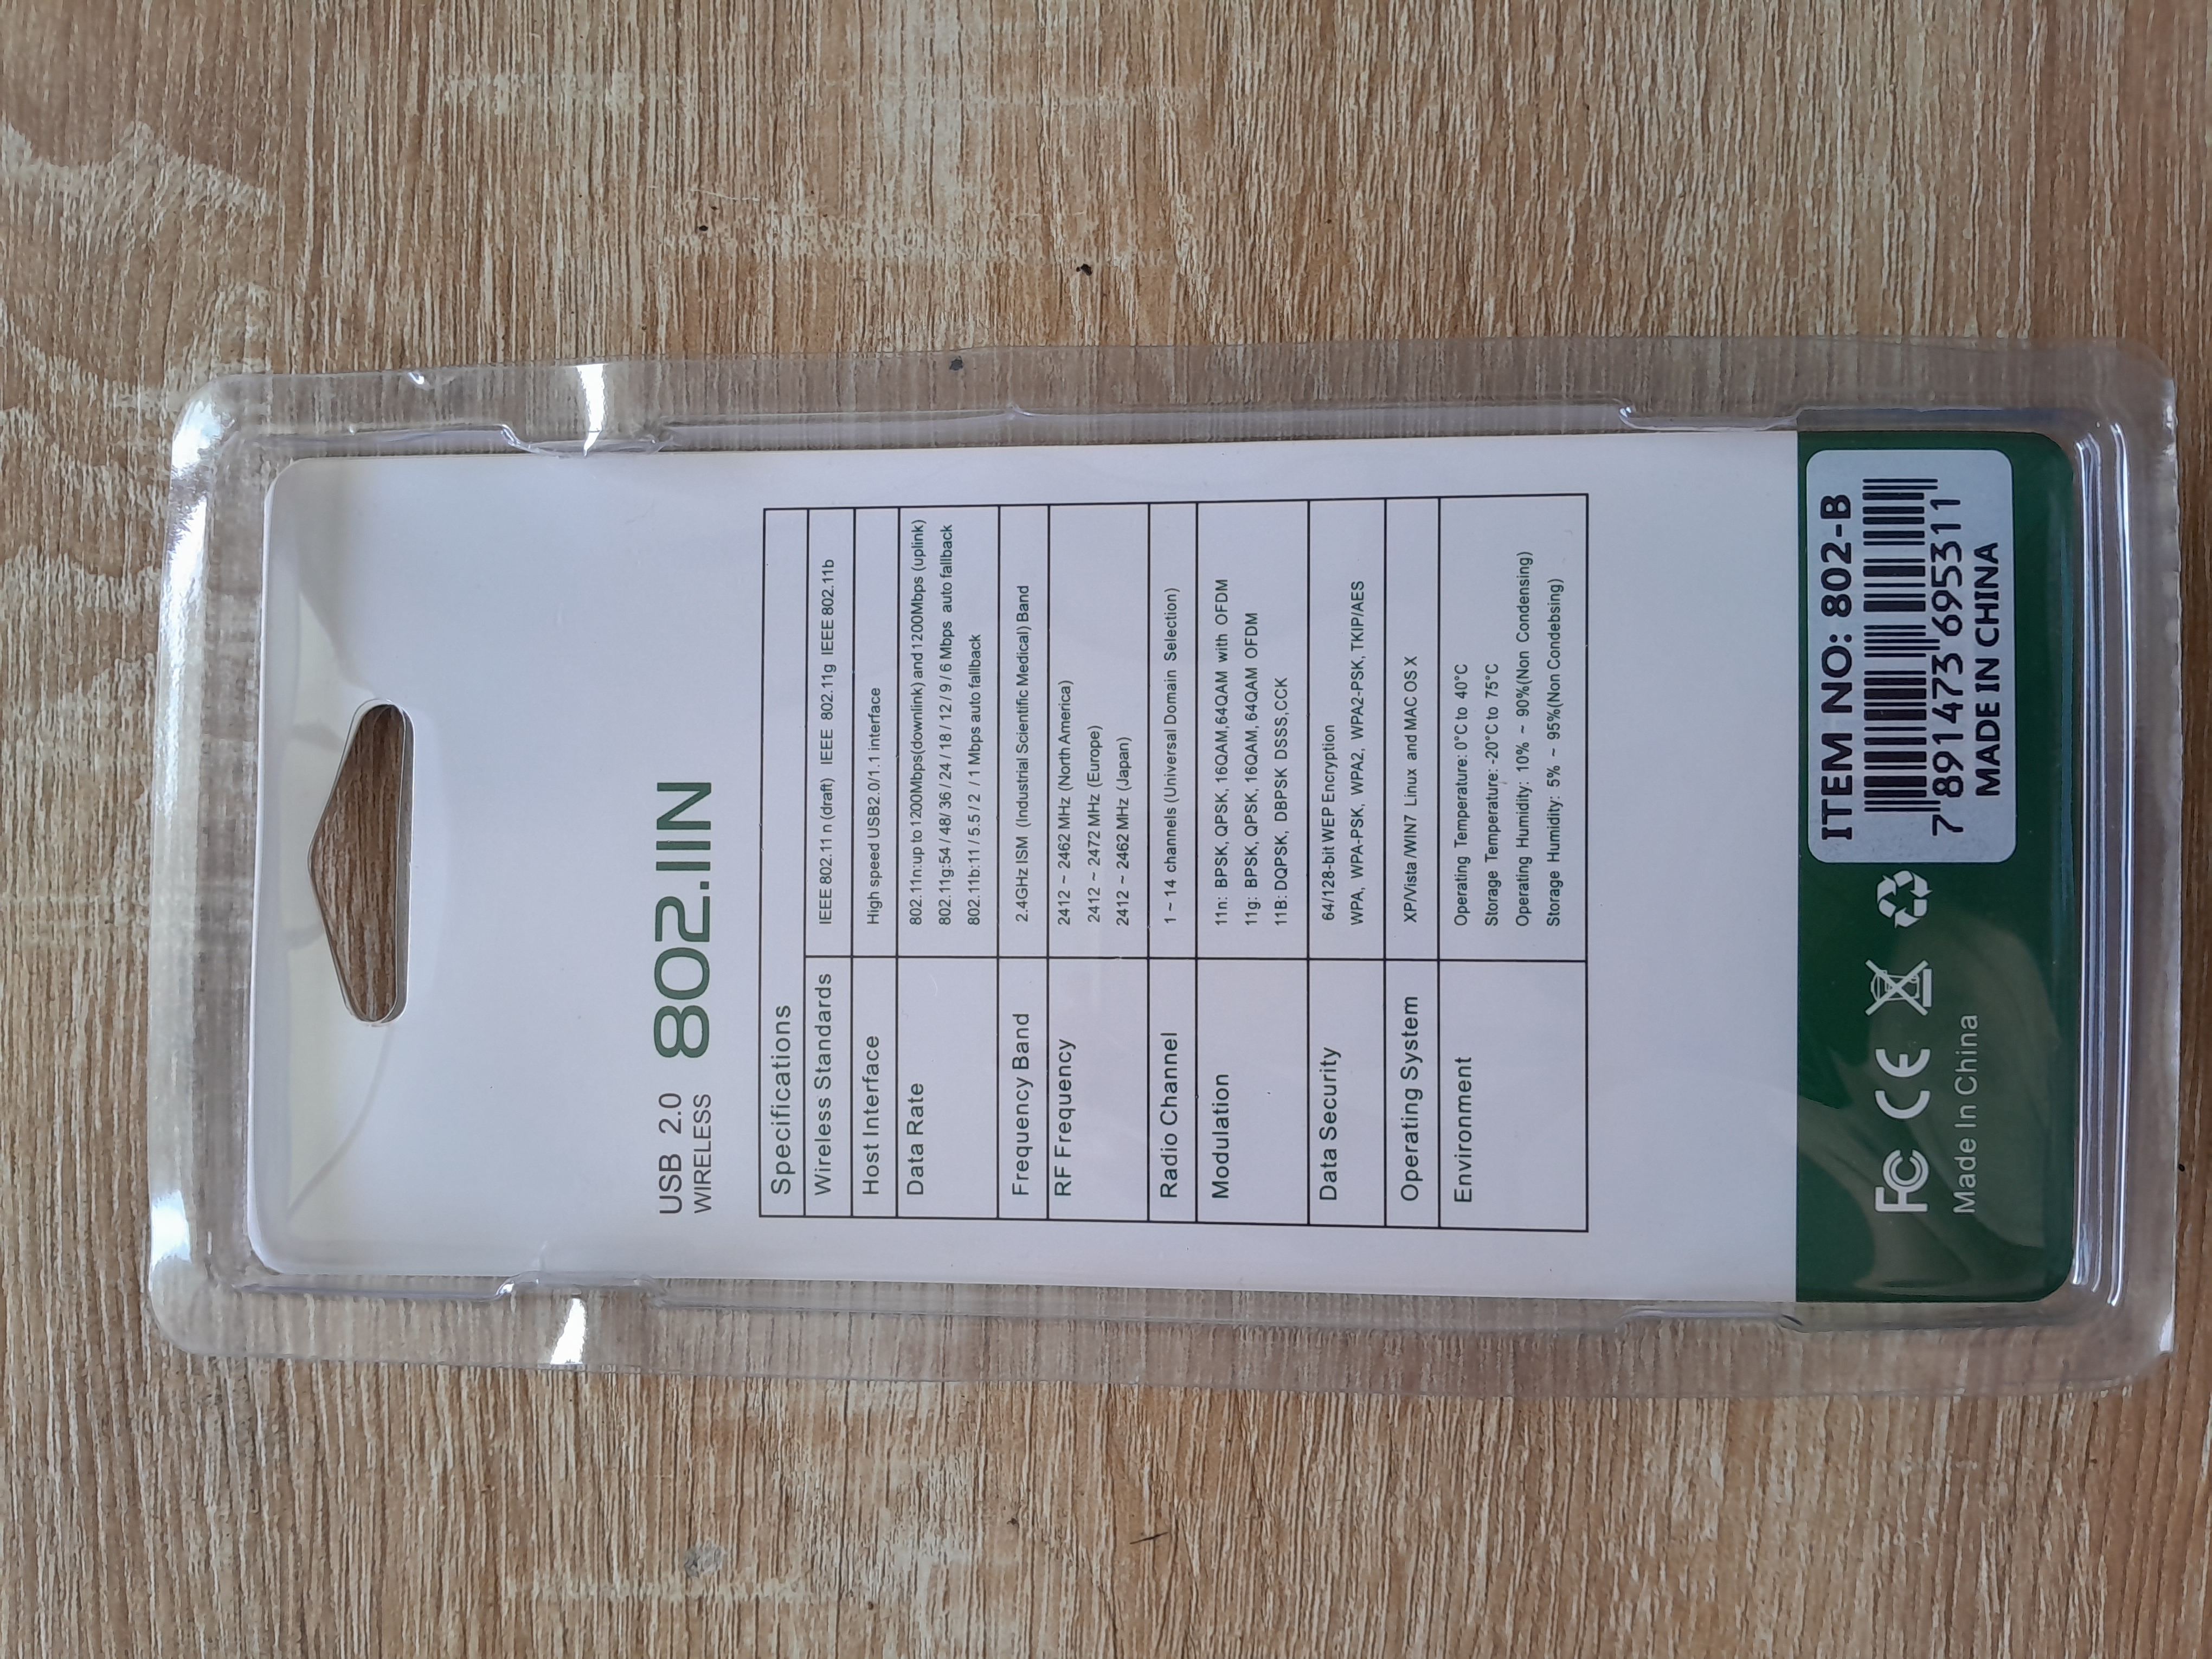 USB 2.0
WIRELESS 802.11N
Specifications
Wireless Standards IEEE 802.11 n (draft) IEEE 802.11g IEEE 802.11b
Host Interface High speed USB2.0/1.1 interface
Data Rate 802.11n:up to 1200Mbps(downlink) and 1200Mbps (uplink)
802.11g:54 / 48/ 36 / 24 / 18 / 12 / 9 / 6 Mbps auto fallback
802.11b:11 / 5.5 / 2 / 1 Mbps auto fallback
Frequency Band 2.4GHz ISM (Industrial Scientific Medical) Band
RF Frequency 2412 ~ 2462 MHz (North America)
2412 ~ 2472 MHz (Europe)
2412 ~ 2462 MHz (Japan)
Radio Channel 1 ~ 14 channels (Universal Domain Selection)
Modulation 11n: BPSK, QPSK, 16QAM,64QAM with OFDM
11g: BPSK, QPSK, 16QAM, 64QAM OFDM
11B: DQPSK, DBPSK DSSS,CCK
Data Security 64/128-bit WEP Encryption
WPA, WPA-PSK, WPA2, WPA2-PSK, TKIP/AES
Operating System XP/Vista /WIN7 Linux and MAC OS X
Environment Operating Temperature: 0°C to 40°C
Storage Temperature: -20°C to 75°C
Operating Humidity: 10% ~ 90%(Non Condensing)
Storage Humidity: 5% ~ 95%(Non Condebsing)
FC CE
Made In China
ITEM NO: 802-B
7 891473 695311
MADE IN CHINA